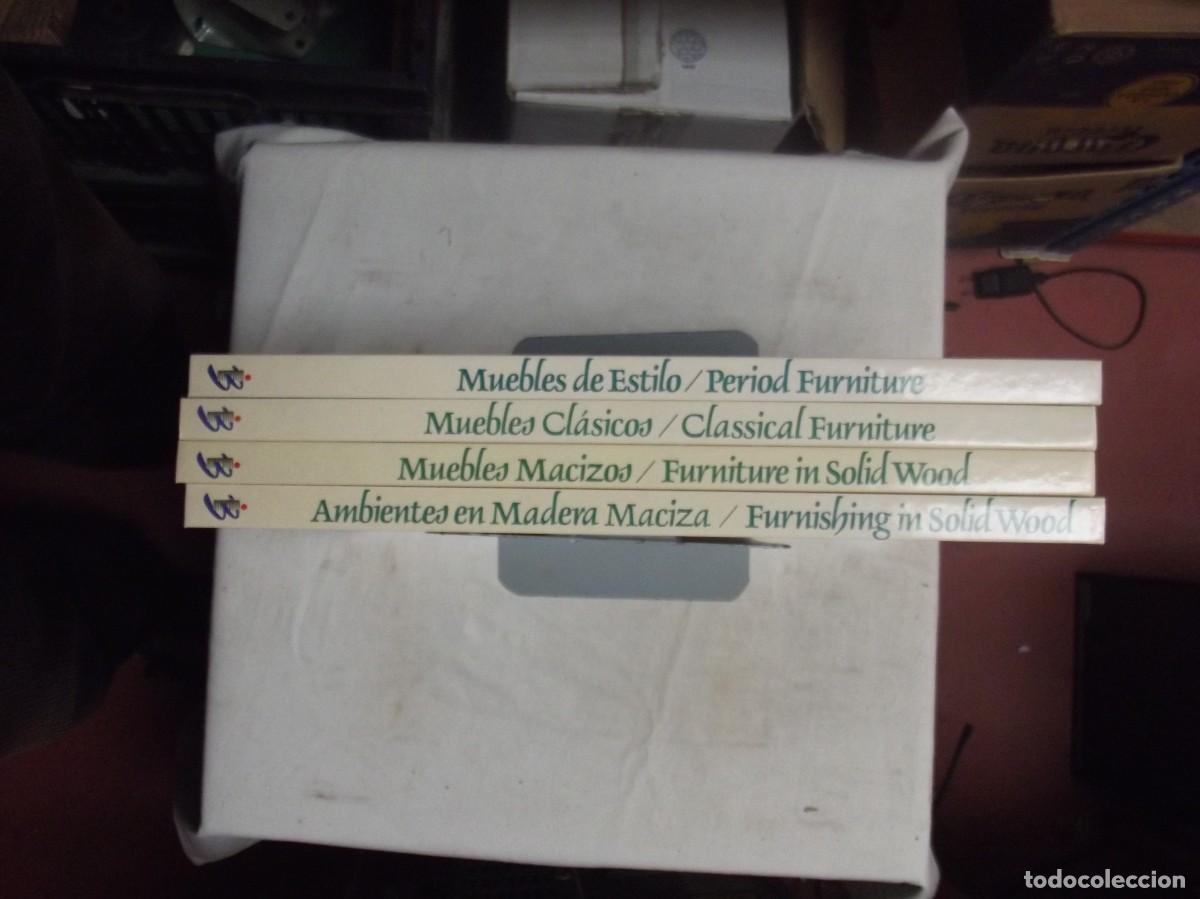 Muebles de Estilo / Period Furniture
Muebles Clásicos / Classical Furniture
Muebles Macizos / Furniture in Solid Wood
Ambientes en Madera Maciza / Furnishing in Solid Wood
todocoleccion